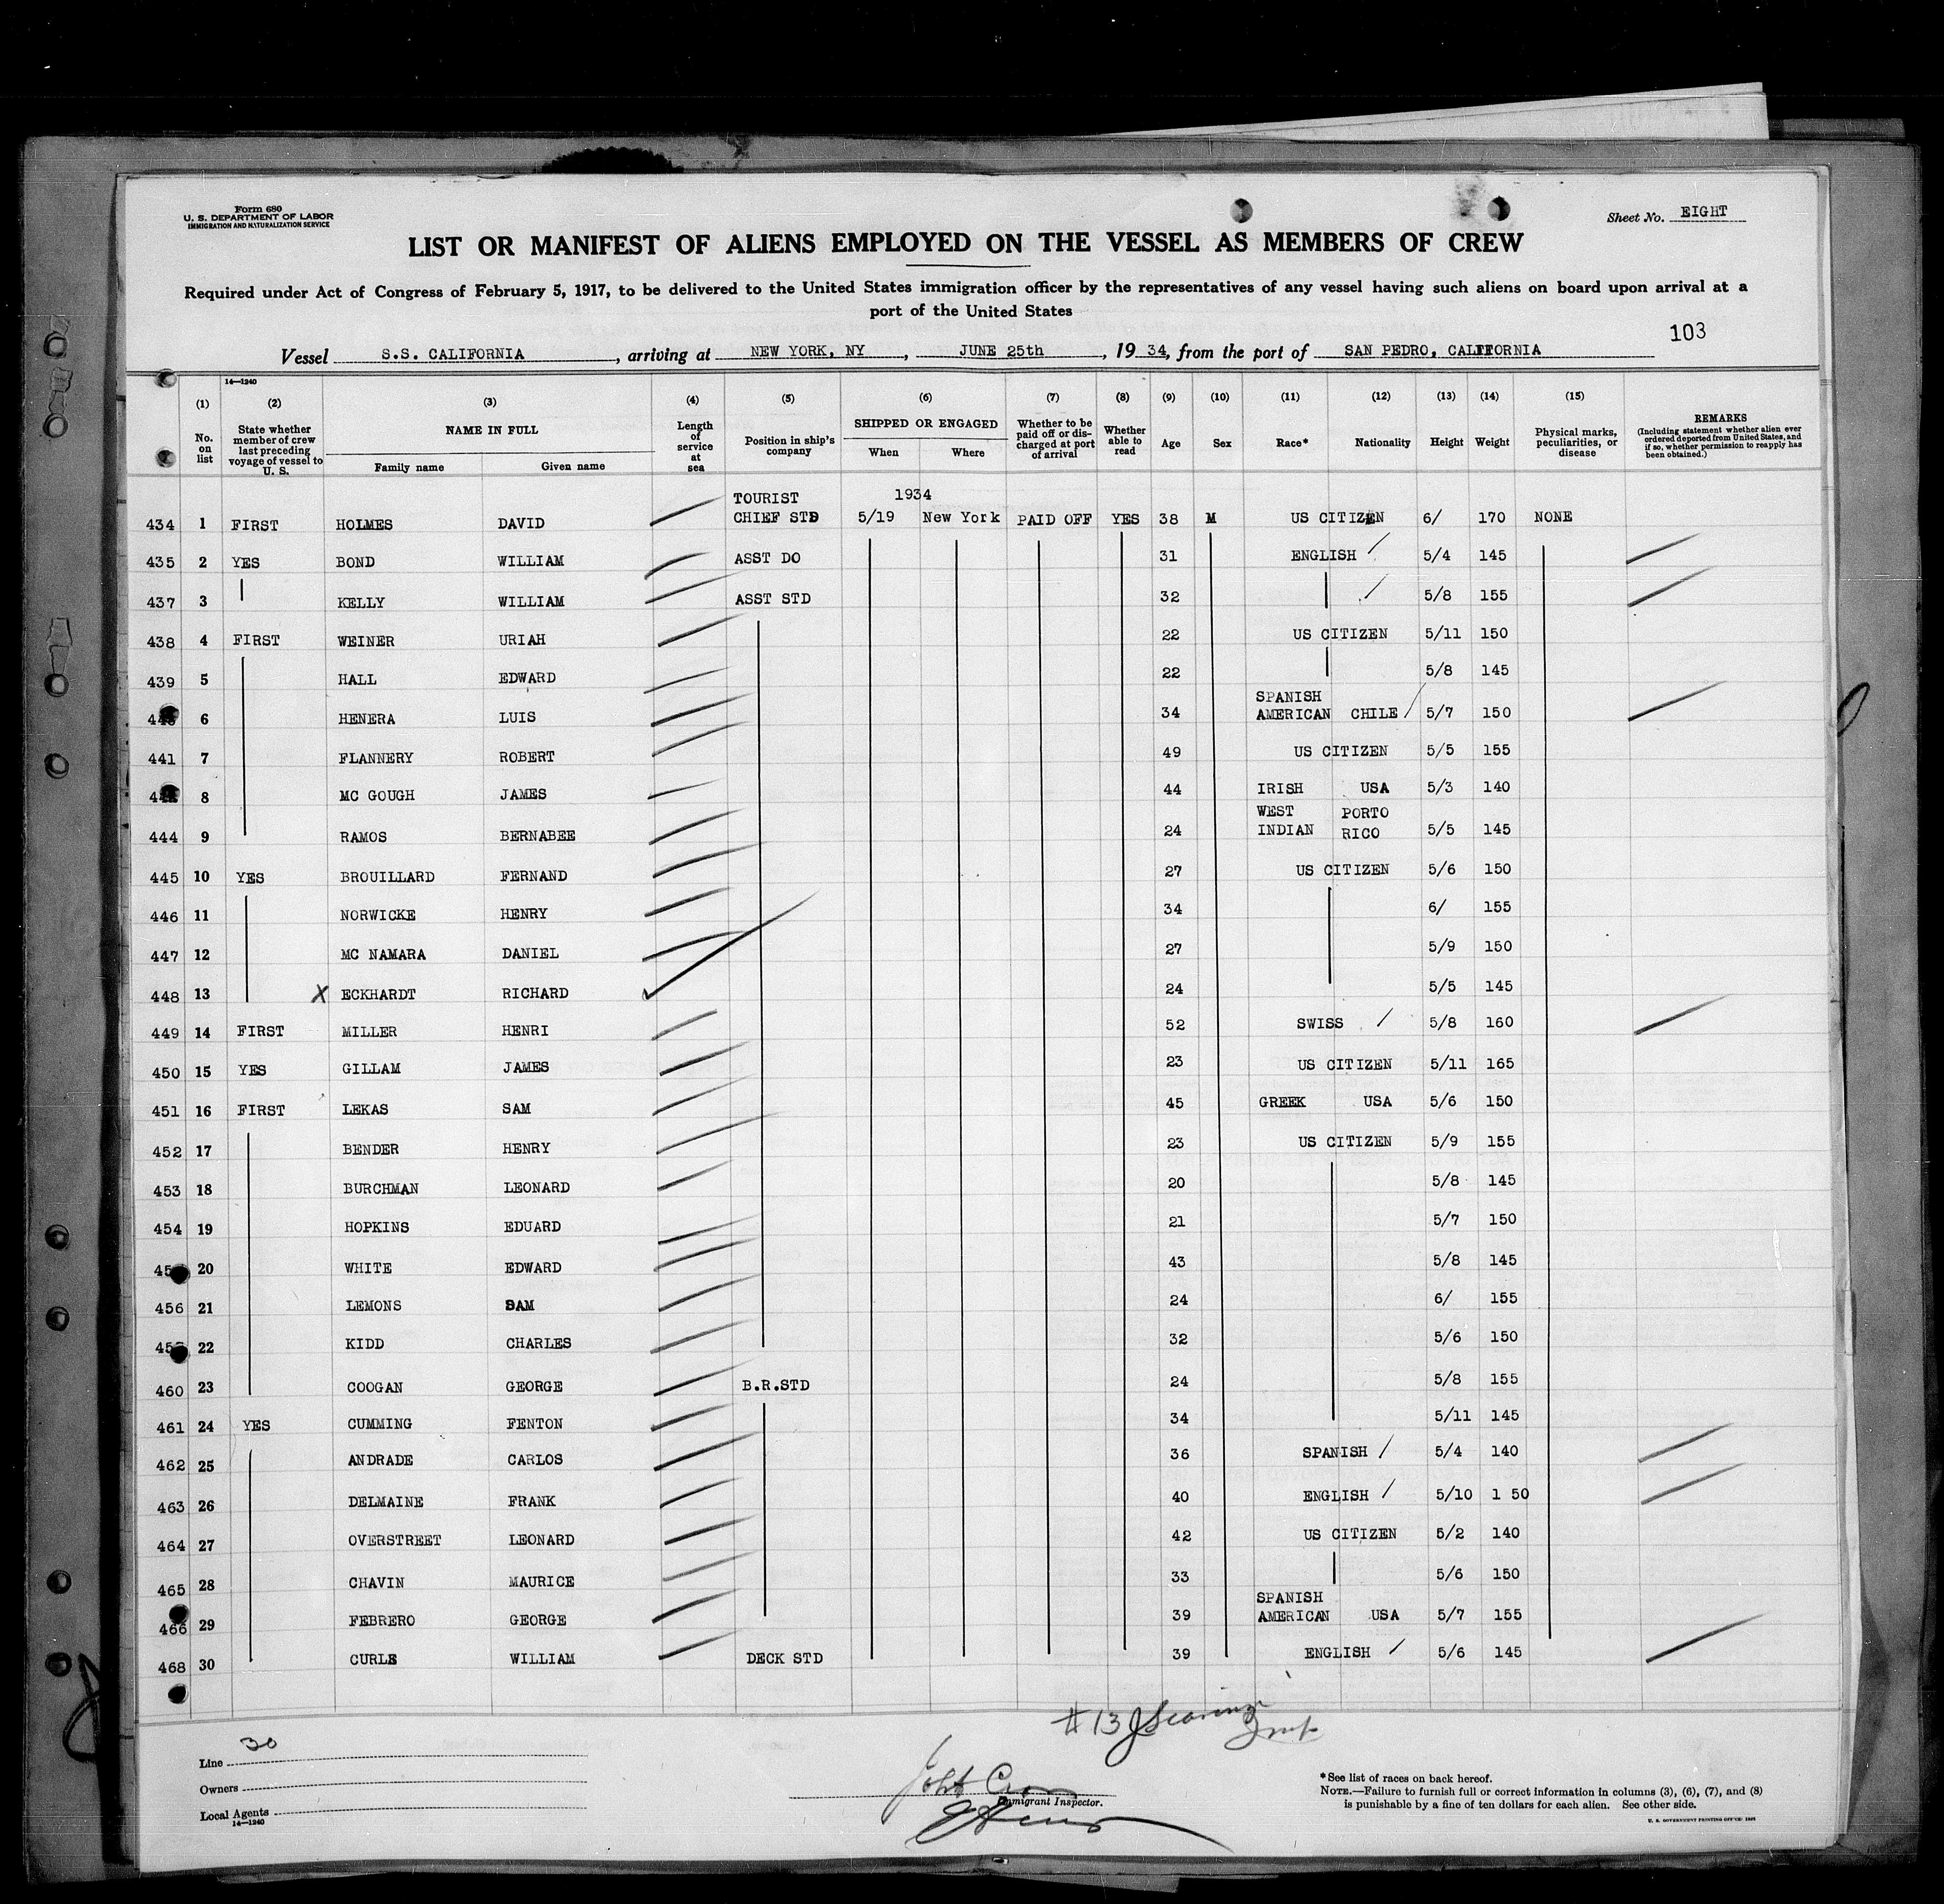 Form 680
U. S. DEPARTMENT OF LABOR
IMMIGRATION AND NATURALIZATION SERVICE
Sheet No. EIGHT
LIST OR MANIFEST OF ALIENS EMPLOYED ON THE VESSEL AS MEMBERS OF CREW
Required under Act of Congress of February 5, 1917, to be delivered to the United States immigration officer by the representatives of any vessel having such aliens on board upon arrival at a
port of the United States
103
Vessel S.S. CALIFORNIA, arriving at NEW YORK, NY, JUNE 25th, 1934, from the port of SAN PEDRO, CALIFORNIA
14—1240
(1) (2) (3) (4) (5) (6) (7) (8) (9) (10) (11) (12) (13) (14) (15)
No. on list State whether member of crew last preceding voyage of vessel to U. S. NAME IN FULL Family name Given name Length of service at sea Position in ship's company SHIPPED OR ENGAGED When Where Whether to be paid off or discharged at port of arrival Whether able to read Age Sex Race* Nationality Height Weight Physical marks, peculiarities, or disease REMARKS (Including statement whether alien ever ordered deported from United States, and if so, whether permission to reapply has been obtained.)
TOURIST 1934
434 1 FIRST HOLMES DAVID CHIEF STD 5/19 New York PAID OFF YES 38 M US CITIZEN 6/ 170 NONE
435 2 YES BOND WILLIAM ASST DO 31 ENGLISH 5/4 145
437 3 KELLY WILLIAM ASST STD 32 5/8 155
438 4 FIRST WEINER URIAH 22 US CITIZEN 5/11 150
439 5 HALL EDWARD 22 5/8 145
SPANISH
6 HENERA LUIS 34 AMERICAN CHILE 5/7 150
441 7 FLANNERY ROBERT 49 US CITIZEN 5/5 155
8 MC GOUGH JAMES 44 IRISH USA 5/3 140
WEST PORTO
444 9 RAMOS BERNABEE 24 INDIAN RICO 5/5 145
445 10 YES BROUILLARD FERNAND 27 US CITIZEN 5/6 150
446 11 NORWICKE HENRY 34 6/ 155
447 12 MC NAMARA DANIEL 27 5/9 150
448 13 X ECKHARDT RICHARD 24 5/5 145
449 14 FIRST MILLER HENRI 52 SWISS 5/8 160
450 15 YES GILLAM JAMES 23 US CITIZEN 5/11 165
451 16 FIRST LEKAS SAM 45 GREEK USA 5/6 150
452 17 BENDER HENRY 23 US CITIZEN 5/9 155
453 18 BURCHMAN LEONARD 20 5/8 145
454 19 HOPKINS EDUARD 21 5/7 150
20 WHITE EDWARD 43 5/8 145
456 21 LEMONS SAM 24 6/ 155
22 KIDD CHARLES 32 5/6 150
460 23 COOGAN GEORGE B.R.STD 24 5/8 155
461 24 YES CUMMING FENTON 34 5/11 145
462 25 ANDRADE CARLOS 36 SPANISH 5/4 140
463 26 DELMAINE FRANK 40 ENGLISH 5/10 1 50
464 27 OVERSTREET LEONARD 42 US CITIZEN 5/2 140
465 28 CHAVIN MAURICE 33 5/6 150
SPANISH
466 29 FEBRERO GEORGE 39 AMERICAN USA 5/7 155
468 30 CURLE WILLIAM DECK STD 39 ENGLISH 5/6 145
#13
Line 30
Owners
Local Agents
14—1240
John
Immigrant Inspector.
*See list of races on back hereof.
NOTE.—Failure to furnish full or correct information in columns (3), (6), (7), and (8)
is punishable by a fine of ten dollars for each alien. See other side.
U. S. GOVERNMENT PRINTING OFFICE: